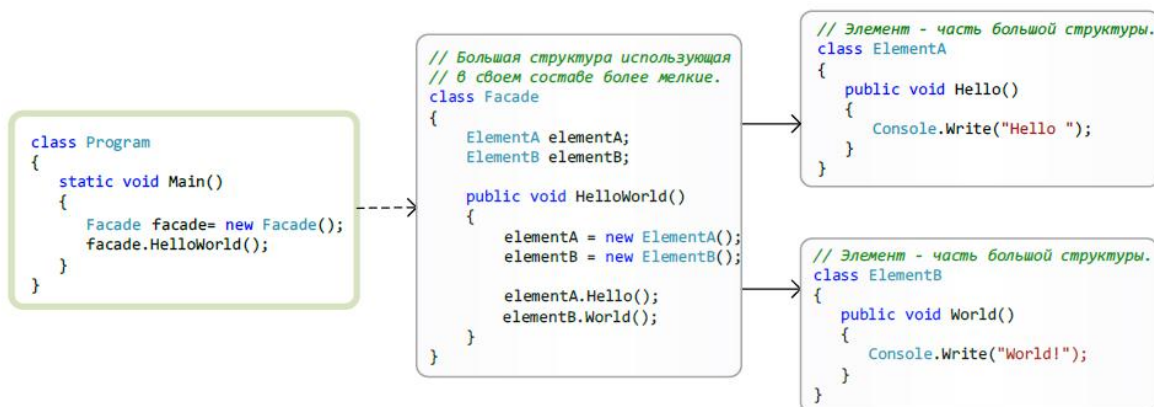 class Program
{
static void Main()
{
Facade facade= new Facade();
facade.HelloWorld();
}
}
// Большая структура использующая
// в своем составе более мелкие.
class Facade
{
ElementA elementA;
ElementB elementB;
public void HelloWorld()
{
elementA = new ElementA();
elementB = new ElementB();
elementA.Hello();
elementB.World();
}
}
// Элемент - часть большой структуры.
class ElementA
{
public void Hello()
{
Console.Write("Hello ");
}
}
// Элемент - часть большой структуры.
class ElementB
{
public void World()
{
Console.Write("World!");
}
}